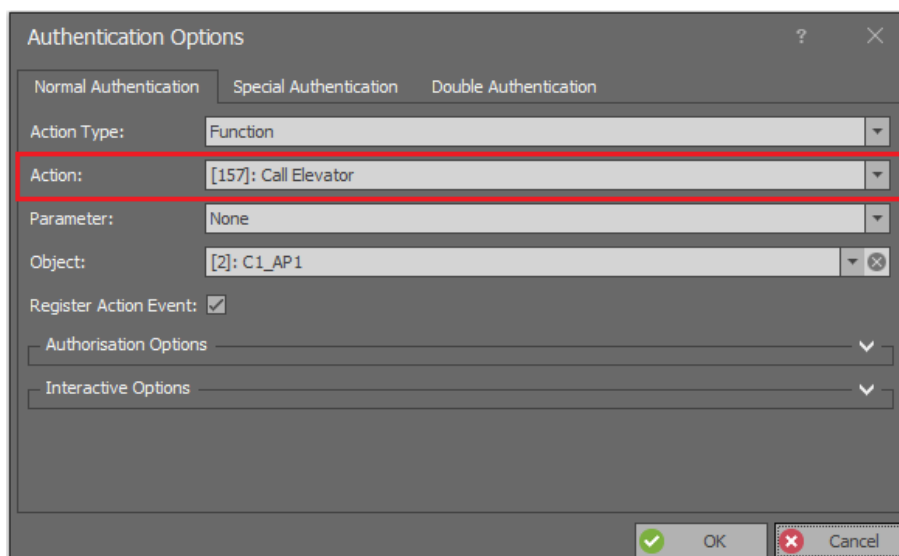 Authentication Options ?
Normal Authentication Special Authentication Double Authentication
Action Type: Function
Action: [157]: Call Elevator
Parameter: None
Object: [2]: C1_AP1
Register Action Event:
Authorisation Options
Interactive Options
OK Cancel